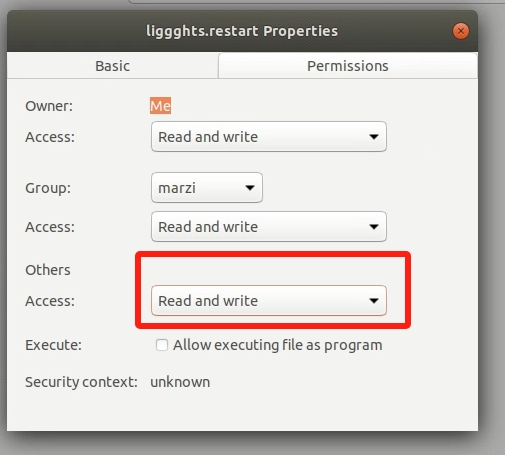 liggghts.restart Properties
Basic Permissions
Owner: Me
Access: Read and write
Group: marzi
Access: Read and write
Others
Access: Read and write
Execute: Allow executing file as program
Security context: unknown